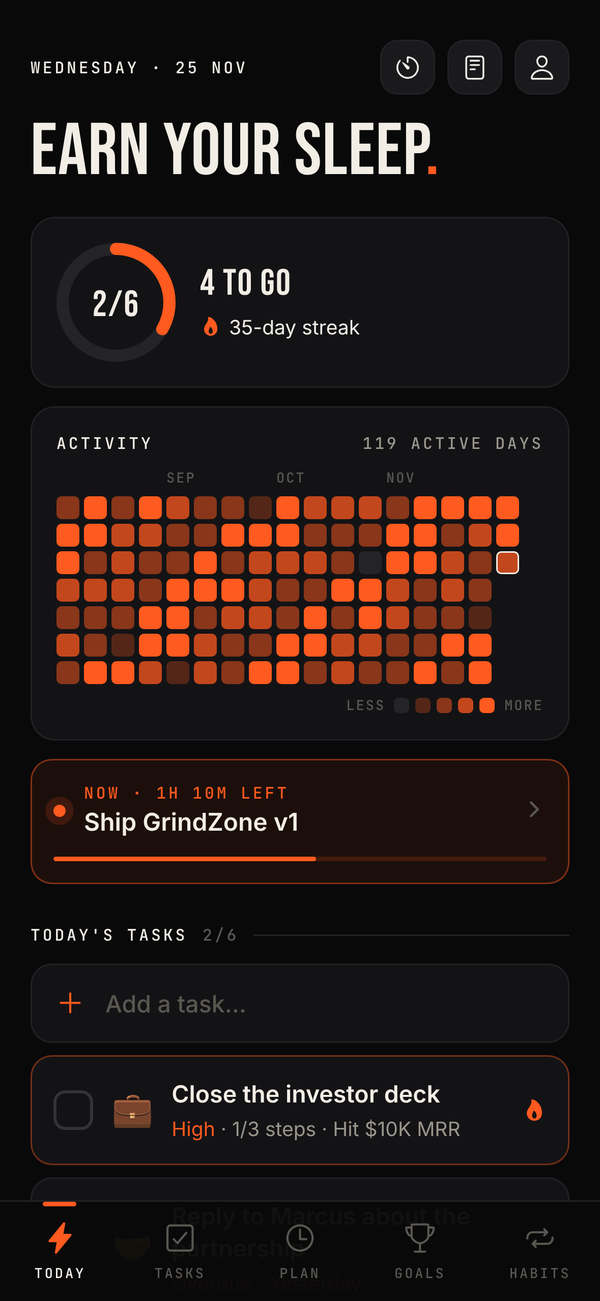 WEDNESDAY · 25 NOV
EARN YOUR SLEEP.
2/6
4 TO GO
35-day streak
ACTIVITY
119 ACTIVE DAYS
SEP OCT NOV
LESS MORE
NOW · 1H 10M LEFT
Ship GrindZone v1
TODAY'S TASKS 2/6
Add a task...
Close the investor deck
High · 1/3 steps · Hit $10K MRR
Reply to Marcus about the
partnership
Overdue · Yesterday
TODAY
TASKS
PLAN
GOALS
HABITS